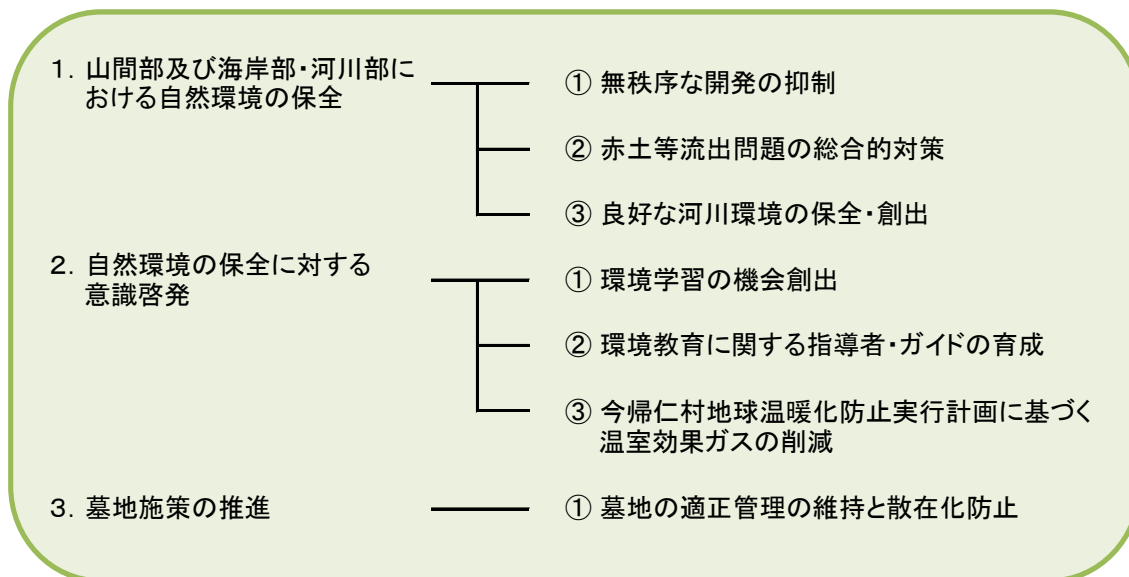 1．山間部及び海岸部・河川部に
おける自然環境の保全
① 無秩序な開発の抑制
② 赤土等流出問題の総合的対策
③ 良好な河川環境の保全・創出
2．自然環境の保全に対する
意識啓発
① 環境学習の機会創出
② 環境教育に関する指導者・ガイドの育成
③ 今帰仁村地球温暖化防止実行計画に基づく
温室効果ガスの削減
3．墓地施策の推進
① 墓地の適正管理の維持と散在化防止